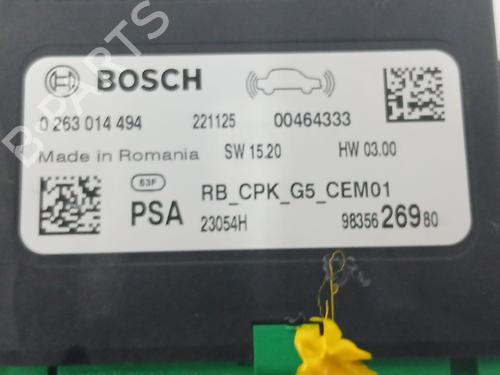 BOSCH
0 263 014 494 221125 00464333
Made in Romania SW 15.20 HW 03.00
53F RB_CPK_G5_CEM01
PSA 23054H 98356 269 80
B-PARTS